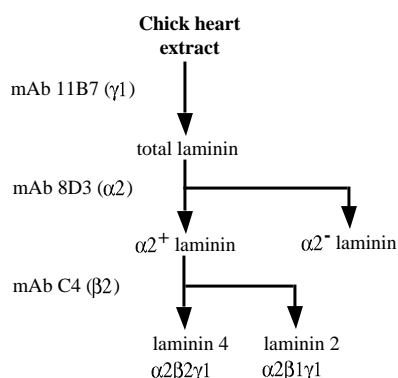 Chick heart
extract
mAb 11B7 (γ1)
total laminin
mAb 8D3 (α2)
α2⁺ laminin
α2⁻ laminin
mAb C4 (β2)
laminin 4
α2β2γ1
laminin 2
α2β1γ1